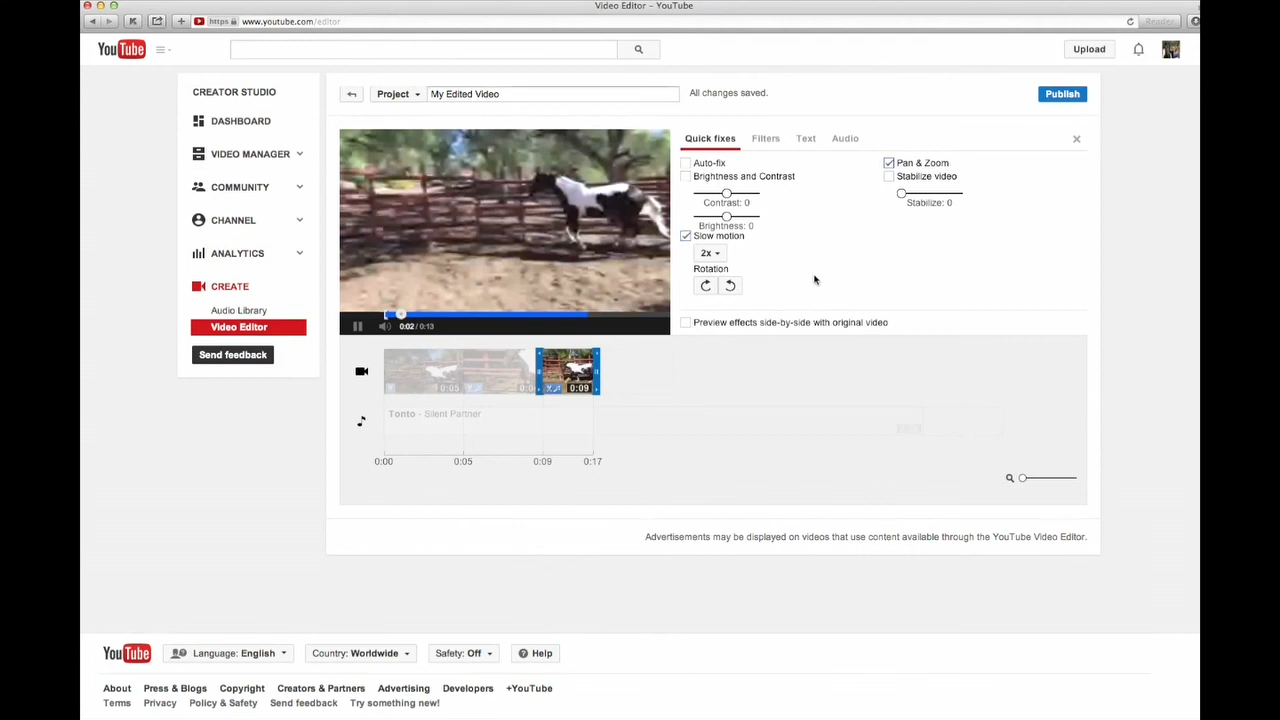 Video Editor — YouTube
https www.youtube.com/editor
Reader
YouTube
Upload
CREATOR STUDIO
DASHBOARD
VIDEO MANAGER
COMMUNITY
CHANNEL
ANALYTICS
CREATE
Audio Library
Video Editor
Send feedback
Project
My Edited Video
All changes saved.
Publish
Quick fixes Filters Text Audio
Auto-fix
Brightness and Contrast
Contrast: 0
Brightness: 0
Slow motion
2x
Rotation
Pan & Zoom
Stabilize video
Stabilize: 0
Preview effects side-by-side with original video
0:02 / 0:13
0:05
0:09
Tonto - Silent Partner
0:00 0:05 0:09 0:17
Advertisements may be displayed on videos that use content available through the YouTube Video Editor.
YouTube
Language: English
Country: Worldwide
Safety: Off
Help
About Press & Blogs Copyright Creators & Partners Advertising Developers +YouTube
Terms Privacy Policy & Safety Send feedback Try something new!